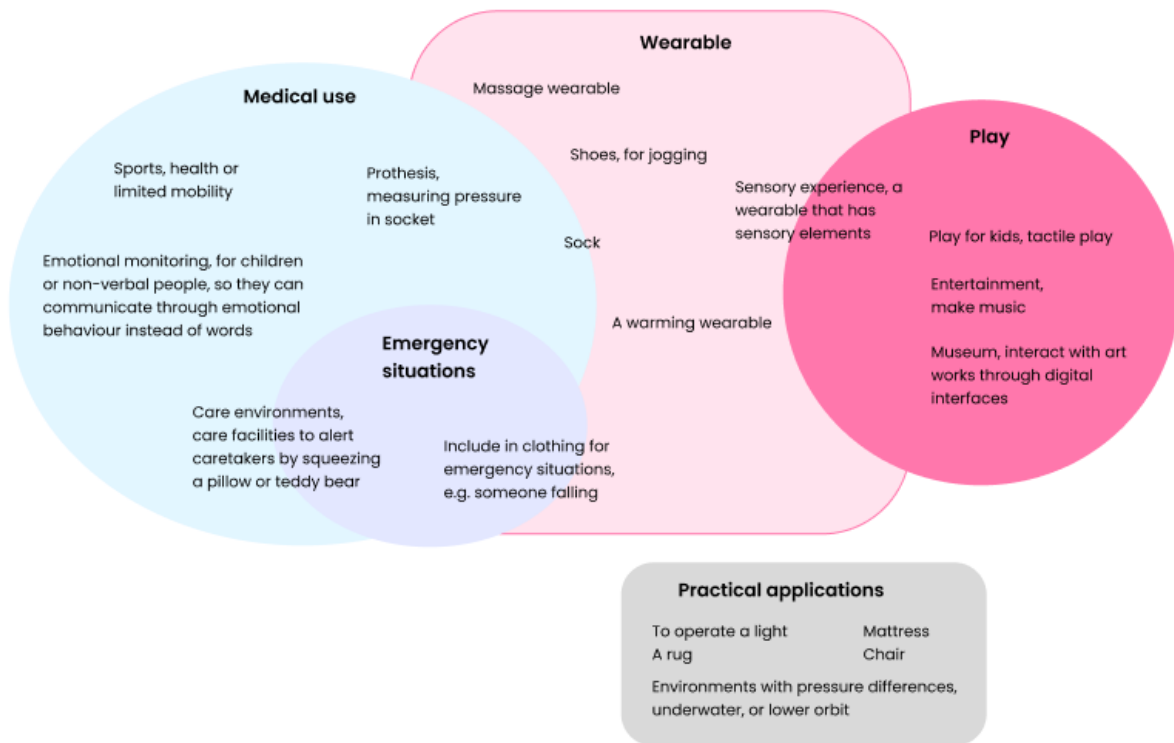 Wearable
Massage wearable
Shoes, for jogging
Sock
A warming wearable
Medical use
Sports, health or
limited mobility
Prothesis,
measuring pressure
in socket
Emotional monitoring, for children
or non-verbal people, so they can
communicate through emotional
behaviour instead of words
Emergency
situations
Care environments,
care facilities to alert
caretakers by squeezing
a pillow or teddy bear
Include in clothing for
emergency situations,
e.g. someone falling
Play
Sensory experience, a
wearable that has
sensory elements
Play for kids, tactile play
Entertainment,
make music
Museum, interact with art
works through digital
interfaces
Practical applications
To operate a light
A rug
Mattress
Chair
Environments with pressure differences,
underwater, or lower orbit